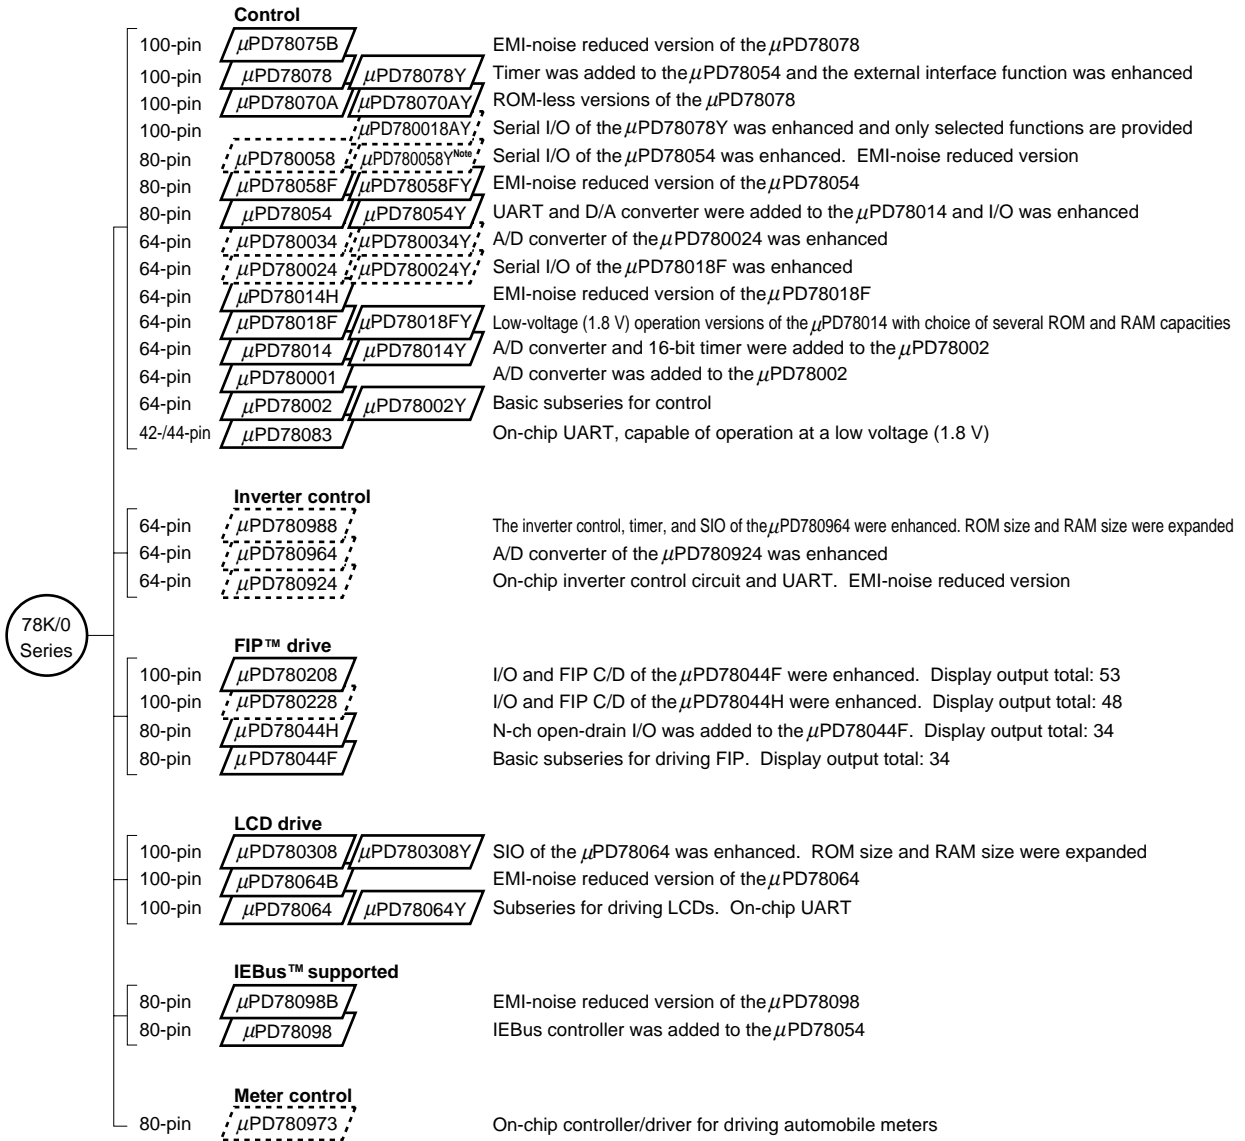 Control
100-pin μPD78075B EMI-noise reduced version of the μPD78078
100-pin μPD78078 μPD78078Y Timer was added to the μPD78054 and the external interface function was enhanced
100-pin μPD78070A μPD78070AY ROM-less versions of the μPD78078
100-pin μPD780018AY Serial I/O of the μPD78078Y was enhanced and only selected functions are provided
80-pin μPD780058 μPD780058Y Note Serial I/O of the μPD78054 was enhanced. EMI-noise reduced version
80-pin μPD78058F μPD78058FY EMI-noise reduced version of the μPD78054
80-pin μPD78054 μPD78054Y UART and D/A converter were added to the μPD78014 and I/O was enhanced
64-pin μPD780034 μPD780034Y A/D converter of the μPD780024 was enhanced
64-pin μPD780024 μPD780024Y Serial I/O of the μPD78018F was enhanced
64-pin μPD78014H EMI-noise reduced version of the μPD78018F
64-pin μPD78018F μPD78018FY Low-voltage (1.8 V) operation versions of the μPD78014 with choice of several ROM and RAM capacities
64-pin μPD78014 μPD78014Y A/D converter and 16-bit timer were added to the μPD78002
64-pin μPD780001 A/D converter was added to the μPD78002
64-pin μPD78002 μPD78002Y Basic subseries for control
42-/44-pin μPD78083 On-chip UART, capable of operation at a low voltage (1.8 V)
Inverter control
64-pin μPD780988 The inverter control, timer, and SIO of the μPD780964 were enhanced. ROM size and RAM size were expanded
64-pin μPD780964 A/D converter of the μPD780924 was enhanced
64-pin μPD780924 On-chip inverter control circuit and UART. EMI-noise reduced version
78K/0
Series
FIP™ drive
100-pin μPD780208 I/O and FIP C/D of the μPD78044F were enhanced. Display output total: 53
100-pin μPD780228 I/O and FIP C/D of the μPD78044H were enhanced. Display output total: 48
80-pin μPD78044H N-ch open-drain I/O was added to the μPD78044F. Display output total: 34
80-pin μPD78044F Basic subseries for driving FIP. Display output total: 34
LCD drive
100-pin μPD780308 μPD780308Y SIO of the μPD78064 was enhanced. ROM size and RAM size were expanded
100-pin μPD78064B EMI-noise reduced version of the μPD78064
100-pin μPD78064 μPD78064Y Subseries for driving LCDs. On-chip UART
IEBus™ supported
80-pin μPD78098B EMI-noise reduced version of the μPD78098
80-pin μPD78098 IEBus controller was added to the μPD78054
Meter control
80-pin μPD780973 On-chip controller/driver for driving automobile meters